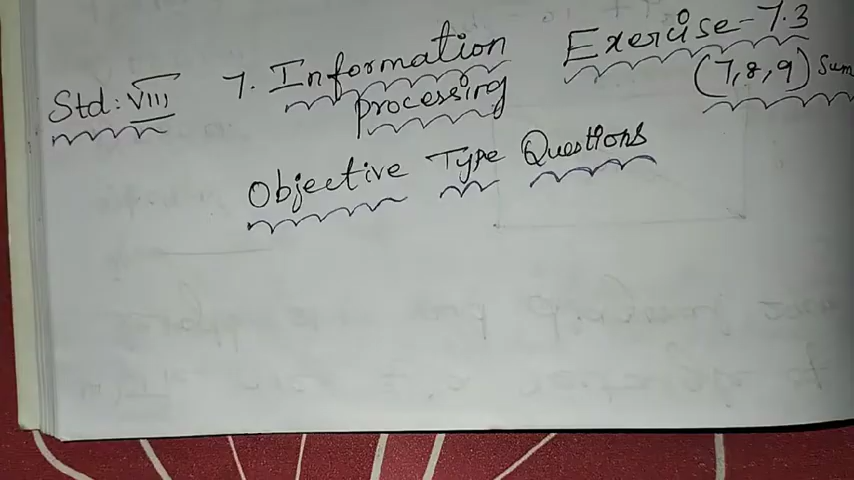 Std: VIII 7. Information processing Exercise-7.3
(7,8,9) Sum
Objective Type Questions